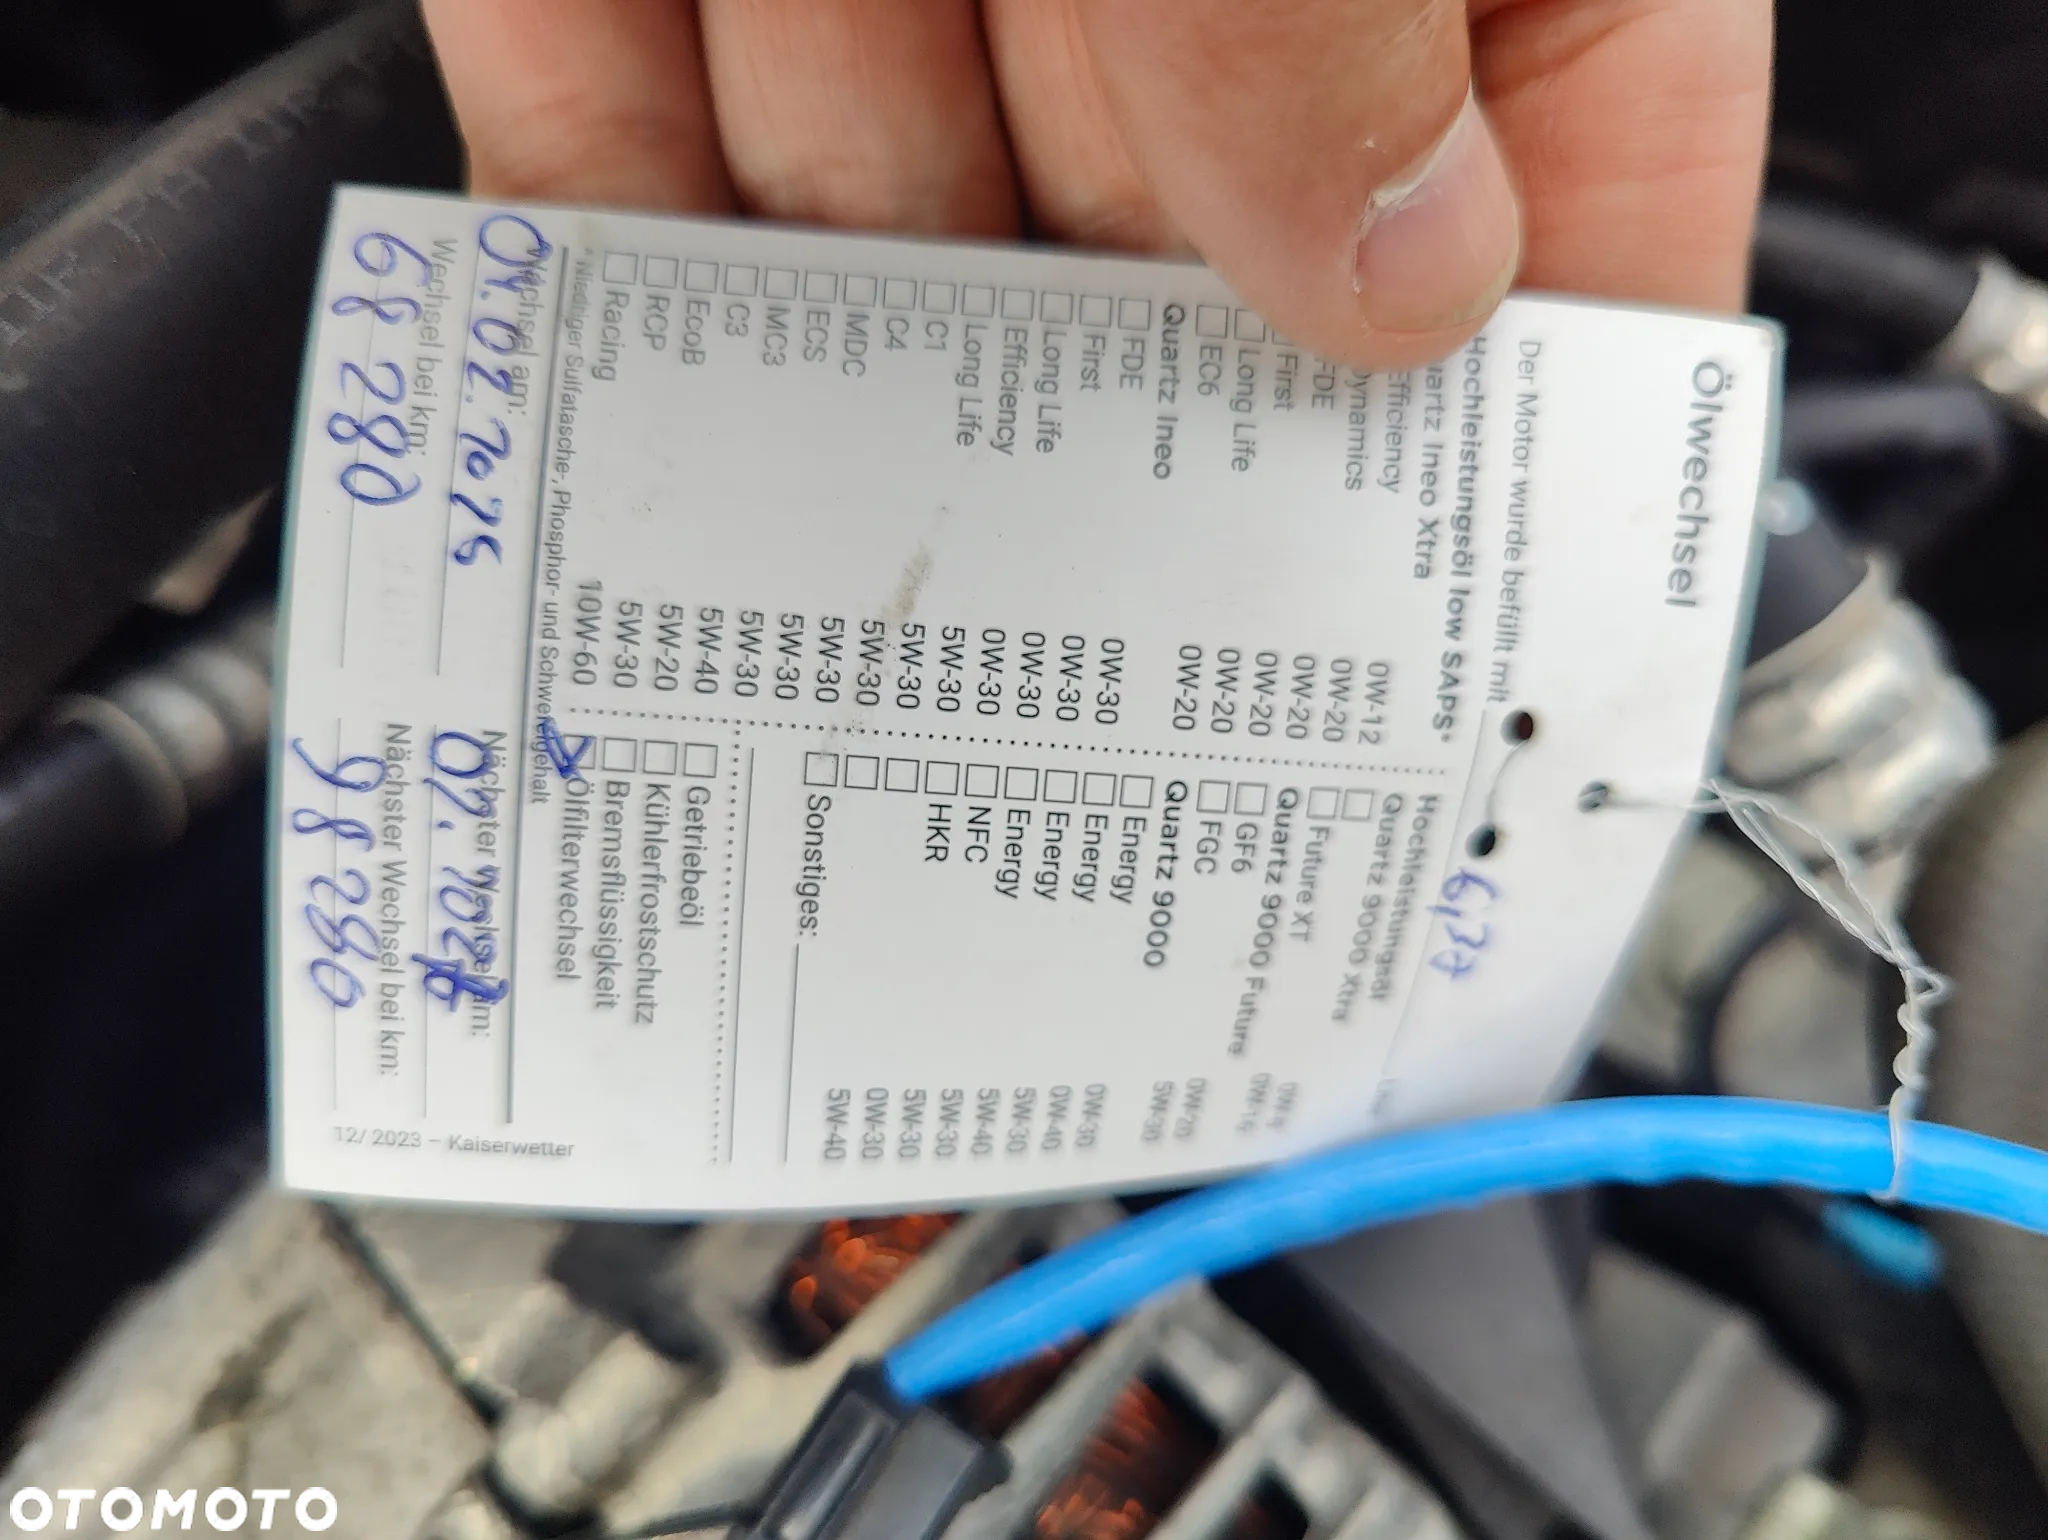 Ölwechsel
Der Motor wurde befüllt mit
6,3
Hochleistungsöl low SAPS*
Quartz Ineo Xtra
Efficiency 0W-12
Dynamics 0W-20
FDE 0W-20
First 0W-20
Long Life 0W-20
EC6 0W-20
Quartz Ineo
FDE 0W-30
First 0W-30
Long Life 0W-30
Efficiency 0W-30
Long Life 5W-30
C1 5W-30
C4 5W-30
MDC 5W-30
ECS 5W-30
MC3 5W-30
C3 5W-40
EcoB 5W-20
RCP 5W-30
Racing 10W-60
Hochleistungsöl
Quartz 9000 Xtra
Future XT
Quartz 9000 Future
GF6
FGC
Quartz 9000
Energy 0W-30
Energy 0W-40
Energy 5W-30
Energy 5W-40
NFC 5W-30
HKR 5W-30
0W-30
5W-40
Sonstiges:
Getriebeöl
Kühlerfrostschutz
Bremsflüssigkeit
Ölfilterwechsel
* Niedriger Sulfatasche-, Phosphor- und Schwefelgehalt
Wechsel am:
04.02.2025
Wechsel bei km:
68280
Nächster Wechsel am:
Nächster Wechsel bei km:
98280
12/ 2023 – Kaiserwetter
OTOMOTO